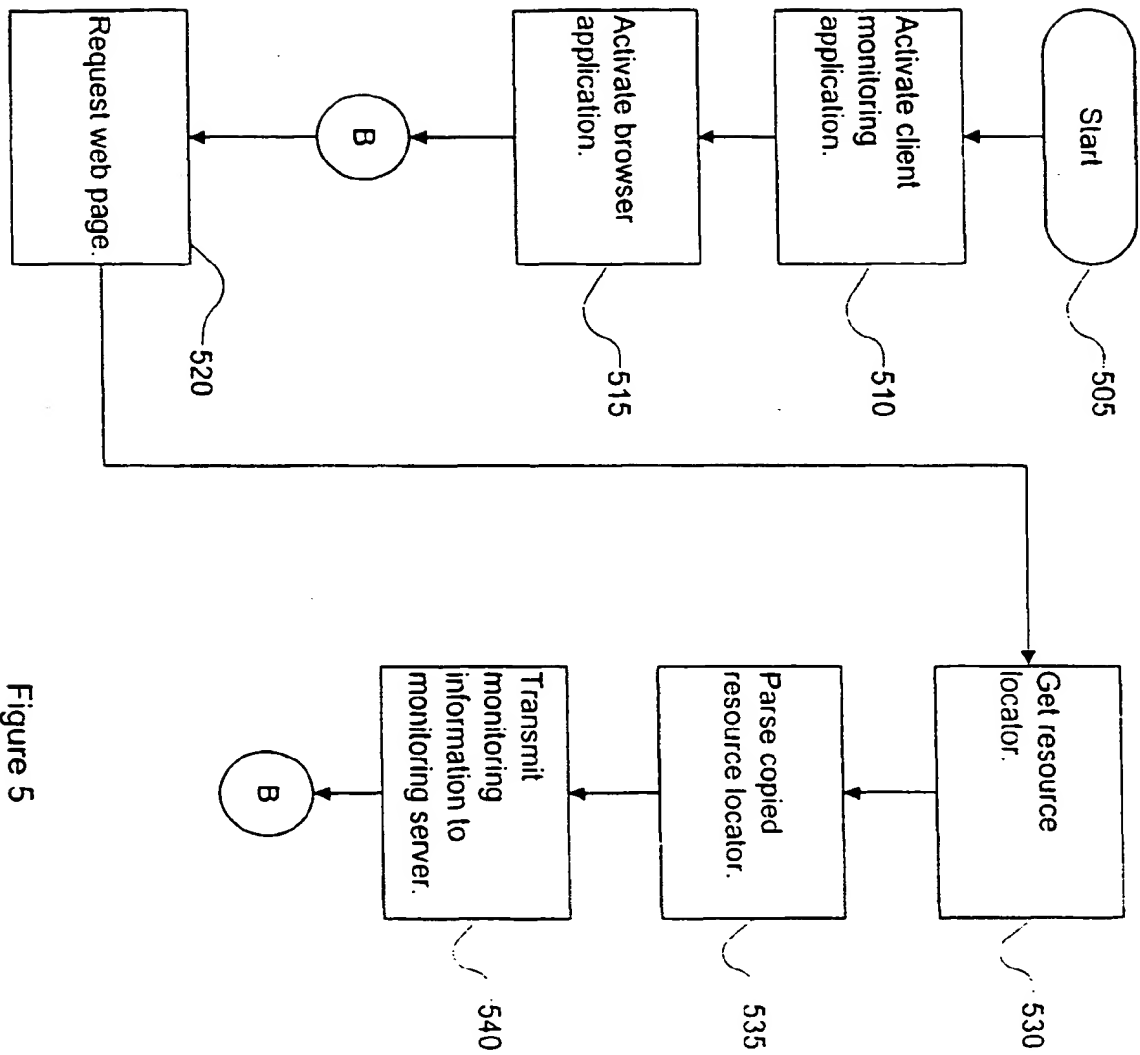 Start
505
Activate client
monitoring
application.
510
Activate browser
application.
515
B
Request web page.
520
Get resource
locator.
530
Parse copied
resource locator.
535
Transmit
monitoring
information to
monitoring server.
540
B
Figure 5